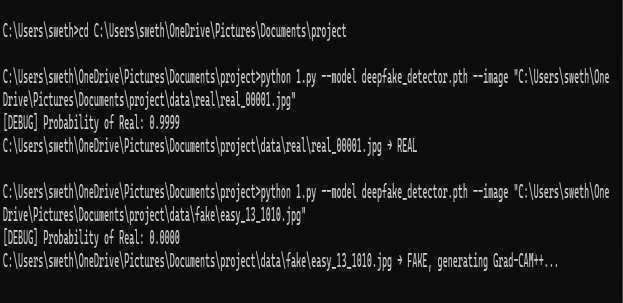 C:\Users\sweth>cd C:\Users\sweth\OneDrive\Pictures\Documents\project
C:\Users\sweth\OneDrive\Pictures\Documents\project>python 1.py --model deepfake_detector.pth --image "C:\Users\sweth\One
Drive\Pictures\Documents\project\data\real\real_00001.jpg"
[DEBUG] Probability of Real: 0.9999
C:\Users\sweth\OneDrive\Pictures\Documents\project\data\real\real_00001.jpg → REAL
C:\Users\sweth\OneDrive\Pictures\Documents\project>python 1.py --model deepfake_detector.pth --image "C:\Users\sweth\One
Drive\Pictures\Documents\project\data\fake\easy_13_1010.jpg"
[DEBUG] Probability of Real: 0.0000
C:\Users\sweth\OneDrive\Pictures\Documents\project\data\fake\easy_13_1010.jpg → FAKE, generating Grad-CAM++...